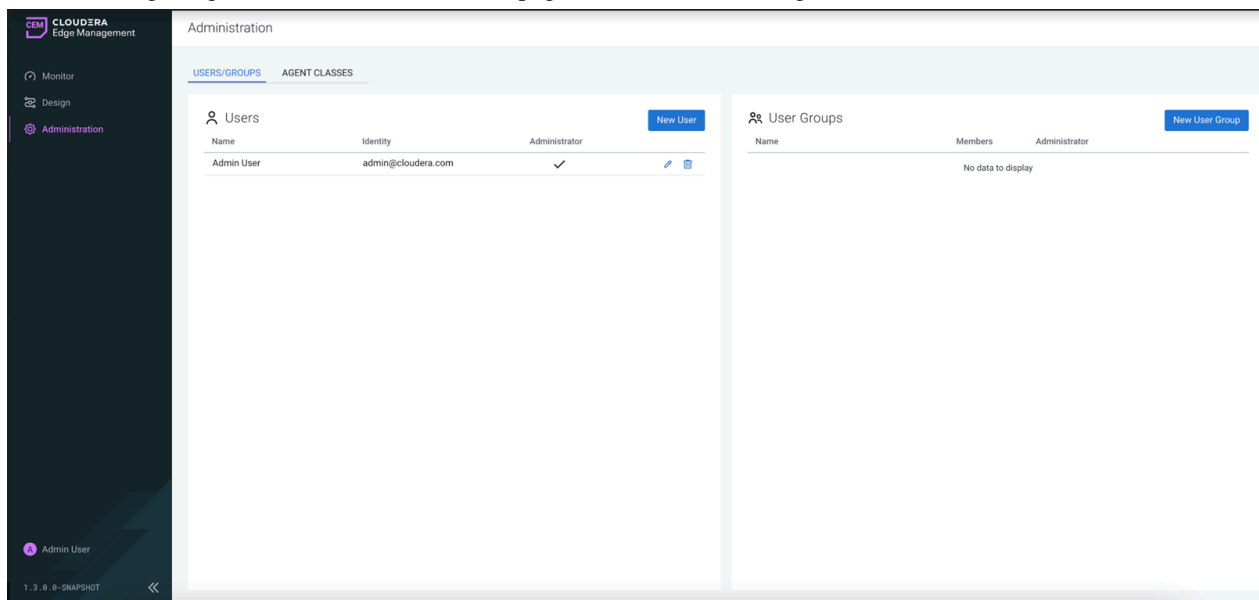 CEM CLOUDERA
Edge Management
Monitor
Design
Administration
Admin User
1.3.0.0-SNAPSHOT
Administration
USERS/GROUPS AGENT CLASSES
Users New User
Name Identity Administrator
Admin User admin@cloudera.com
User Groups New User Group
Name Members Administrator
No data to display